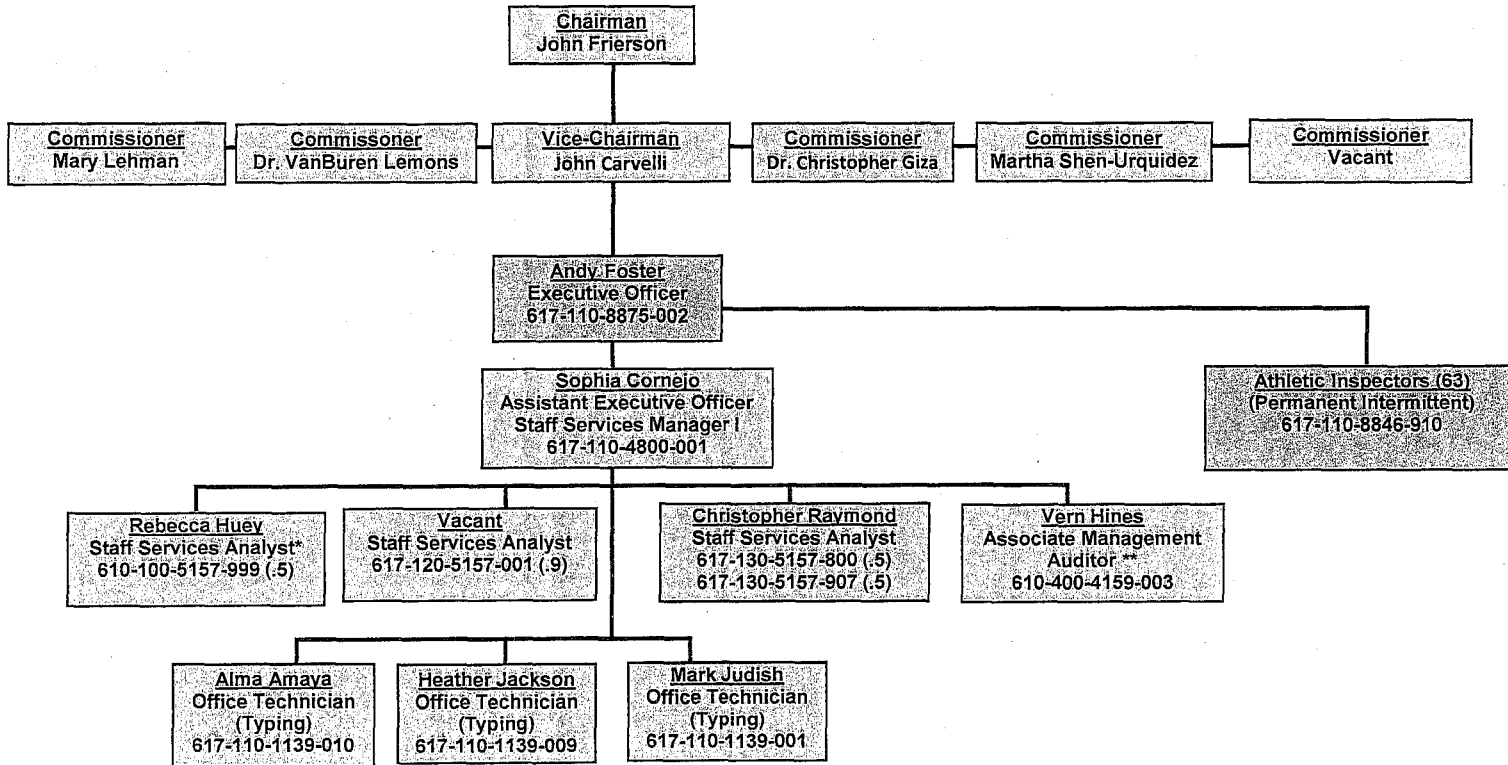 Chairman
John Frierson
Commissioner
Mary Lehman
Commissoner
Dr. VanBuren Lemons
Vice-Chairman
John Carvelli
Commissioner
Dr. Christopher Giza
Commissioner
Martha Shen-Urquidez
Commissioner
Vacant
Andy Foster
Executive Officer
617-110-8875-002
Sophia Cornejo
Assistant Executive Officer
Staff Services Manager I
617-110-4800-001
Athletic Inspectors (63)
(Permanent Intermittent)
617-110-8846-910
Rebecca Huey
Staff Services Analyst*
610-100-5157-999 (.5)
Vacant
Staff Services Analyst
617-120-5157-001 (.9)
Christopher Raymond
Staff Services Analyst
617-130-5157-800 (.5)
617-130-5157-907 (.5)
Vern Hines
Associate Management
Auditor **
610-400-4159-003
Alma Amaya
Office Technician
(Typing)
617-110-1139-010
Heather Jackson
Office Technician
(Typing)
617-110-1139-009
Mark Judish
Office Technician
(Typing)
617-110-1139-001